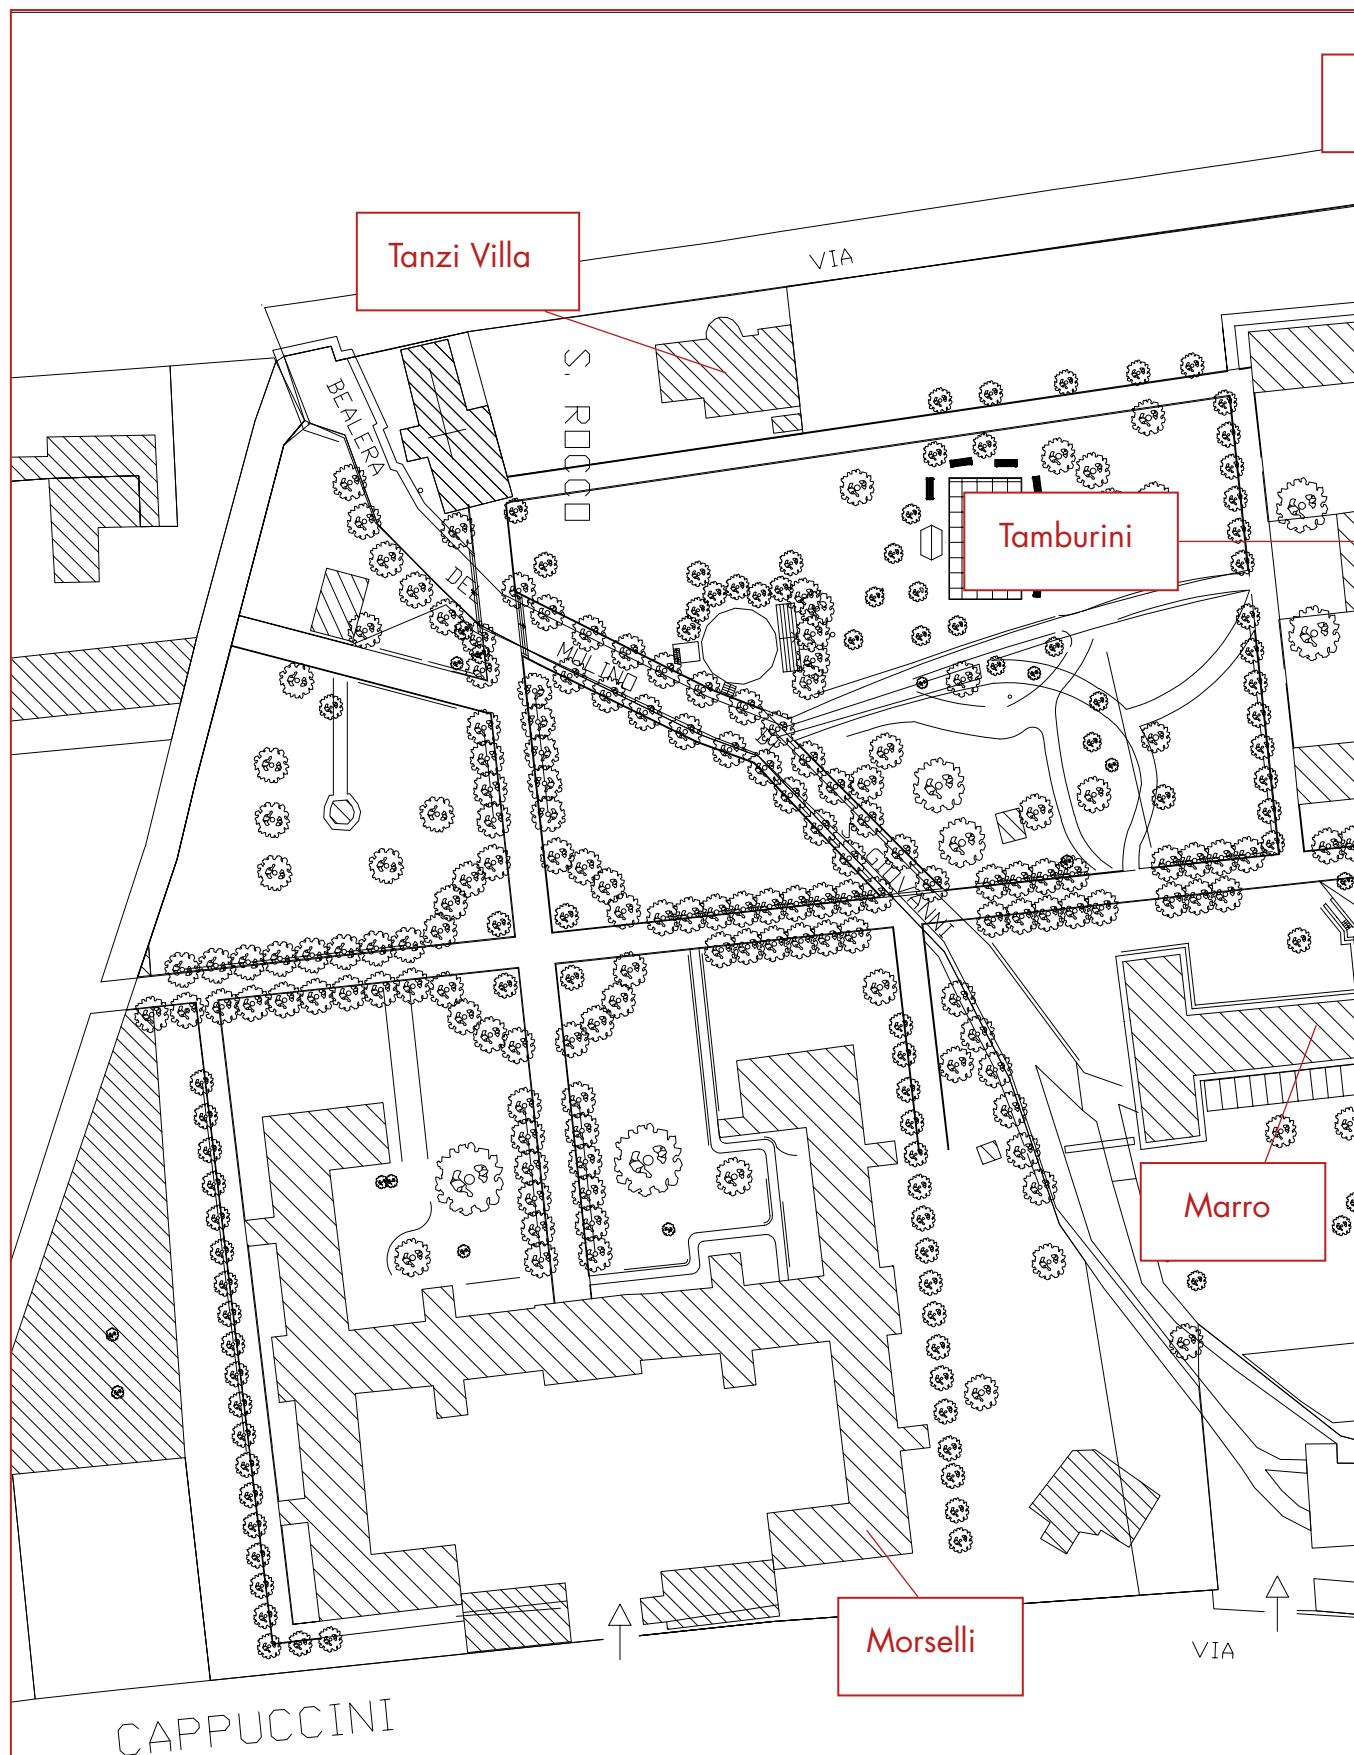 VIA
Tanzi Villa
S. ROCCO
BEALERA
DEL
MULINO
Tamburini
Marro
Morselli
VIA
CAPPUCCINI